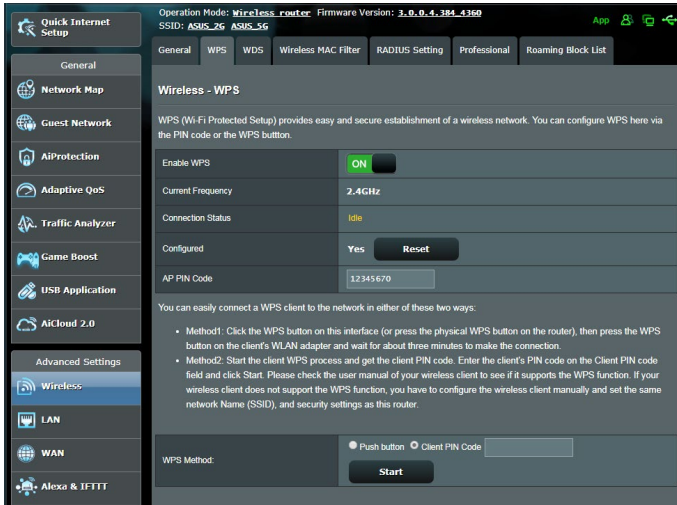 Quick Internet
Setup
Operation Mode: Wireless router Firmware Version: 3.0.0.4.384_4360
SSID: ASUS_2G ASUS_5G
App
General
WPS
WDS
Wireless MAC Filter
RADIUS Setting
Professional
Roaming Block List
General
Network Map
Guest Network
AiProtection
Adaptive QoS
Traffic Analyzer
Game Boost
USB Application
AiCloud 2.0
Advanced Settings
Wireless
LAN
WAN
Alexa & IFTTT
Wireless - WPS
WPS (Wi-Fi Protected Setup) provides easy and secure establishment of a wireless network. You can configure WPS here via
the PIN code or the WPS buttton.
Enable WPS
ON
Current Frequency
2.4GHz
Connection Status
Idle
Configured
Yes
Reset
AP PIN Code
12345670
You can easily connect a WPS client to the network in either of these two ways:
• Method1: Click the WPS button on this interface (or press the physical WPS button on the router), then press the WPS
button on the client's WLAN adapter and wait for about three minutes to make the connection.
• Method2: Start the client WPS process and get the client PIN code. Enter the client's PIN code on the Client PIN code
field and click Start. Please check the user manual of your wireless client to see if it supports the WPS function. If your
wireless client does not support the WPS function, you have to configure the wireless client manually and set the same
network Name (SSID), and security settings as this router.
WPS Method:
Push button
Client PIN Code
Start